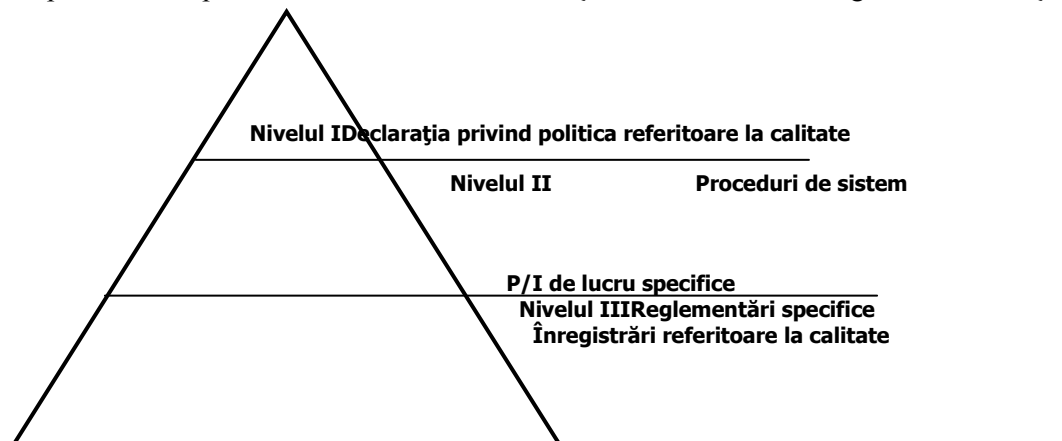 Nivelul IDeclaraţia privind politica referitoare la calitate
Nivelul II Proceduri de sistem
P/I de lucru specifice
Nivelul IIIReglementări specifice
Înregistrări referitoare la calitate